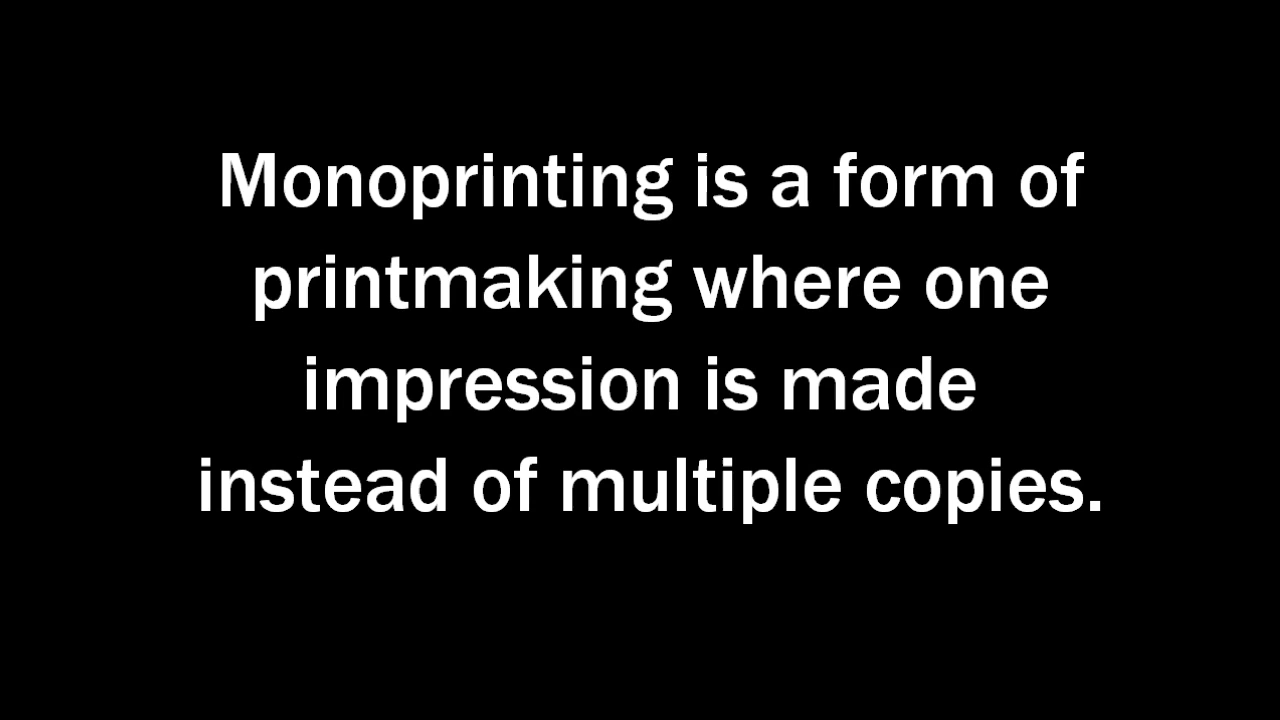 Monoprinting is a form of
printmaking where one
impression is made
instead of multiple copies.